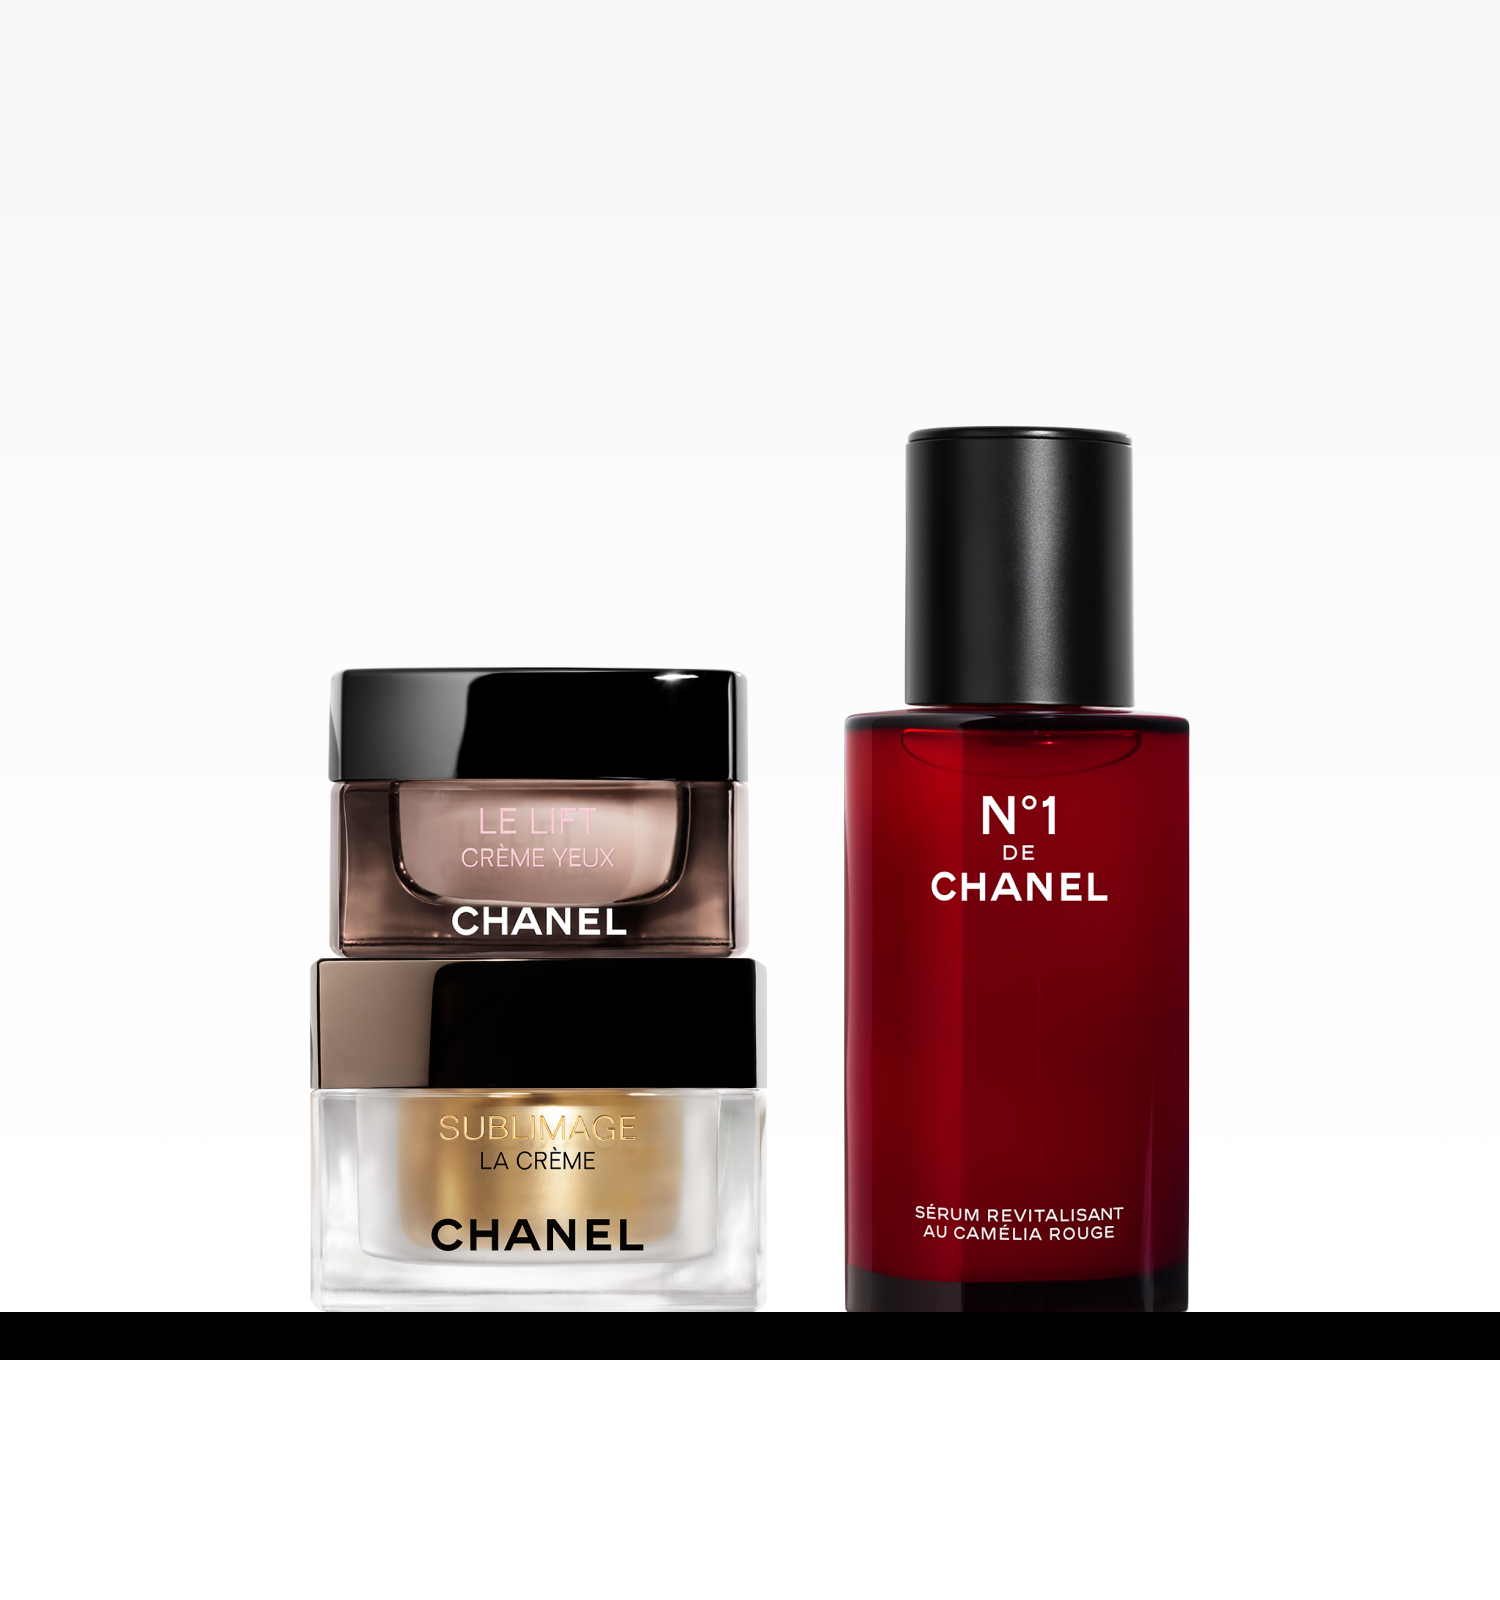 LE LIFT
CRÈME YEUX
CHANEL
SUBLIMAGE
LA CRÈME
CHANEL
N°1
DE
CHANEL
SÉRUM REVITALISANT
AU CAMÉLIA ROUGE